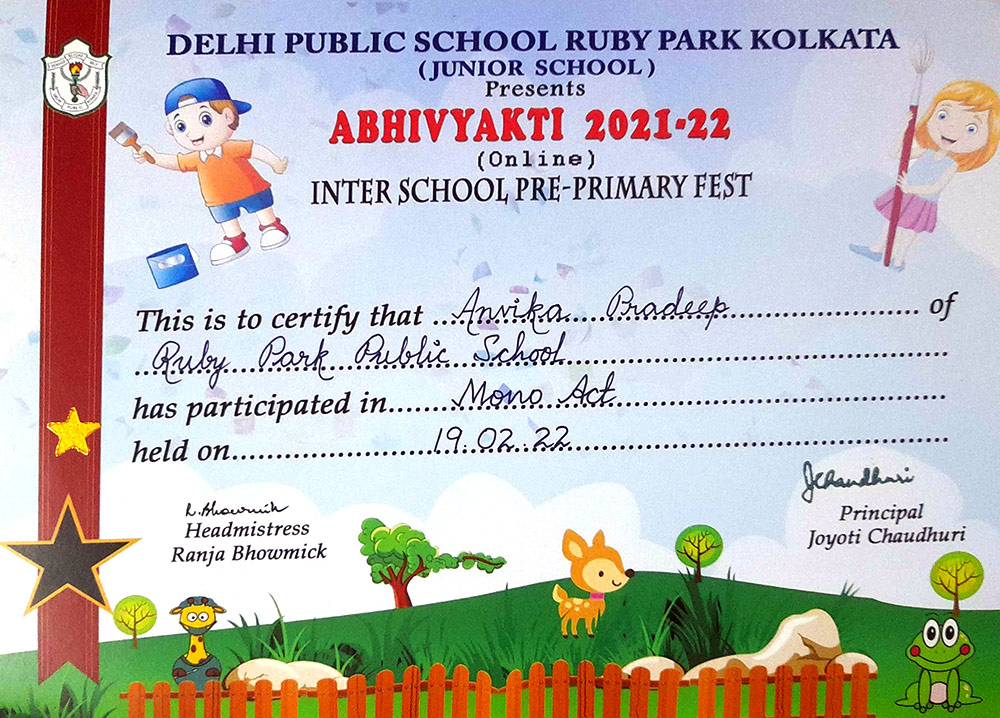 DELHI PUBLIC SCHOOL RUBY PARK KOLKATA
(JUNIOR SCHOOL)
Presents
ABHIVYAKTI 2021-22
(Online)
INTER SCHOOL PRE-PRIMARY FEST
This is to certify that ...Anvika Pradeep........................ of
Ruby Park Public School
has participated in......Mono Act
held on.........19.02.22
R. Bhowmick
Headmistress
Ranja Bhowmick
JChaudhuri
Principal
Joyoti Chaudhuri